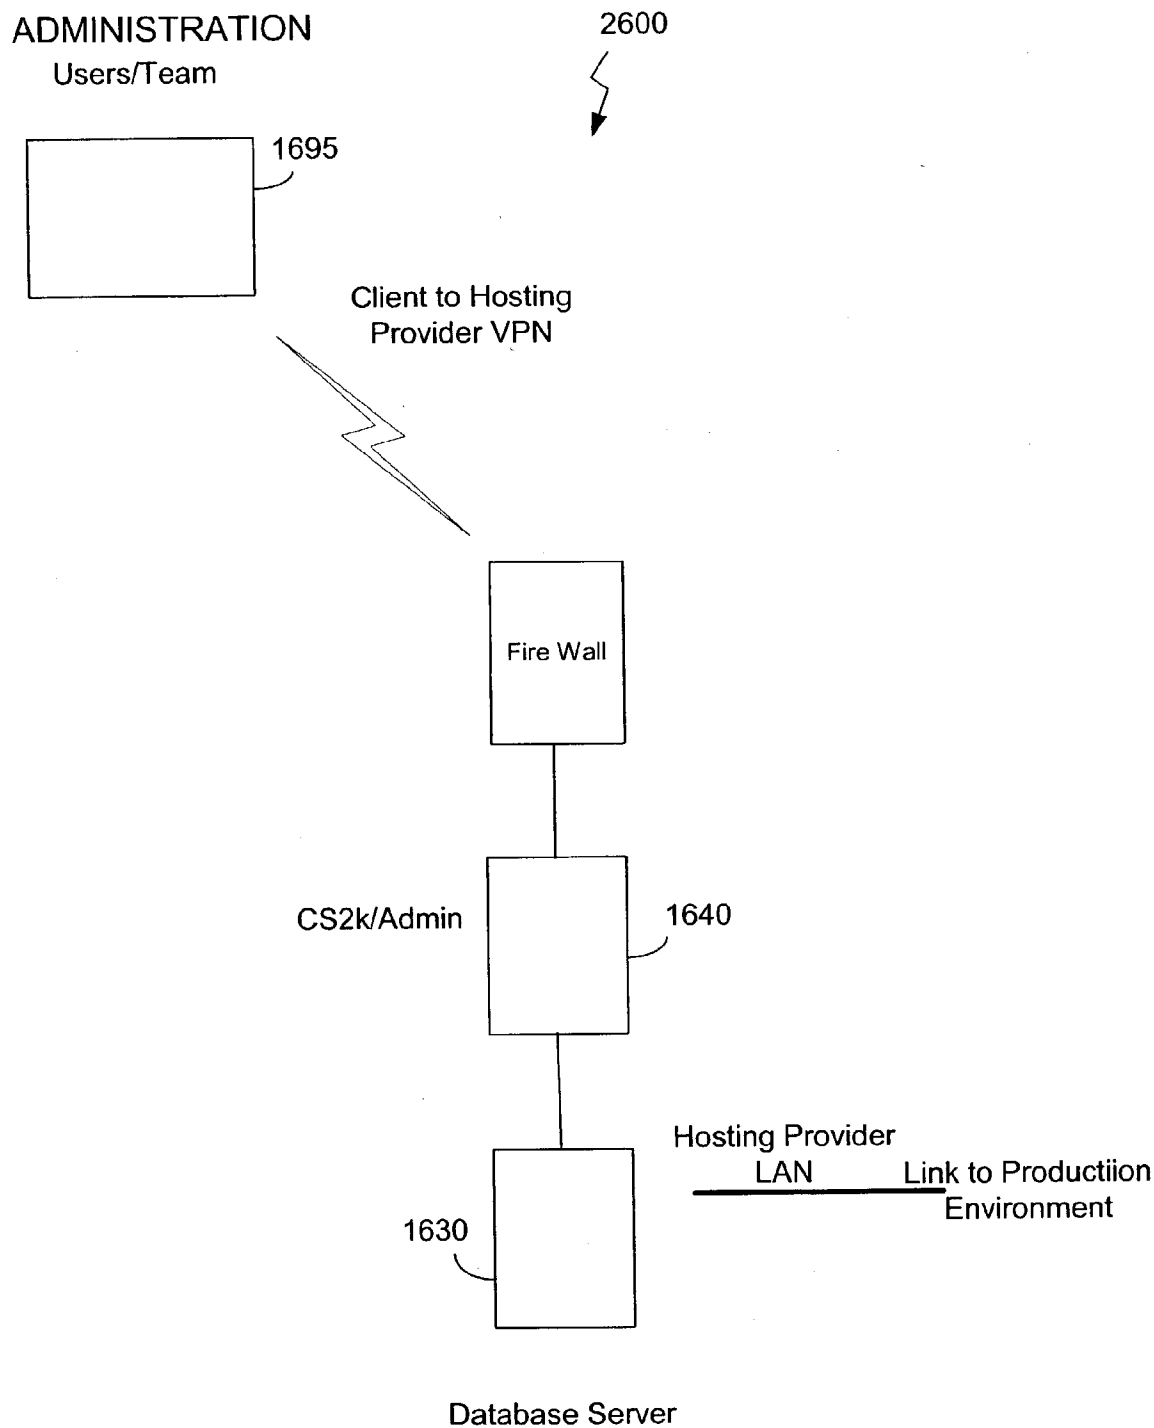 ADMINISTRATION
Users/Team
2600
1695
Client to Hosting
Provider VPN
Fire Wall
CS2k/Admin
1640
Hosting Provider
LAN
Link to Productiion
Environment
1630
Database Server